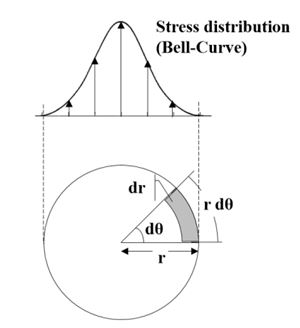 Stress distribution
(Bell-Curve)
dr
r dθ
dθ
r